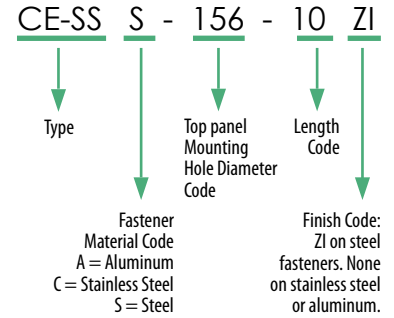 CE-SS S - 156 - 10 ZI
Type
Top panel
Mounting
Hole Diameter
Code
Length
Code
Fastener
Material Code
A = Aluminum
C = Stainless Steel
S = Steel
Finish Code:
ZI on steel
fasteners. None
on stainless steel
or aluminum.